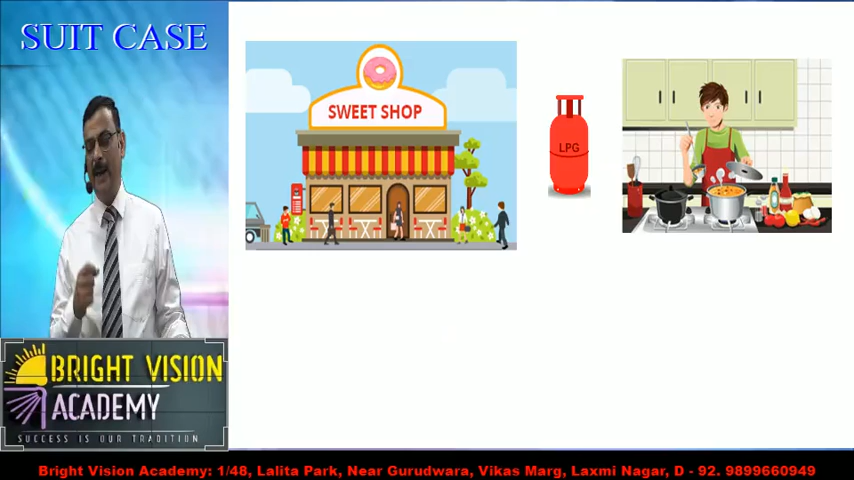 SUIT CASE
SWEET SHOP
LPG
BRIGHT VISION
ACADEMY
SUCCESS IS OUR TRADITION
Bright Vision Academy: 1/48, Lalita Park, Near Gurudwara, Vikas Marg, Laxmi Nagar, D - 92. 9899660949